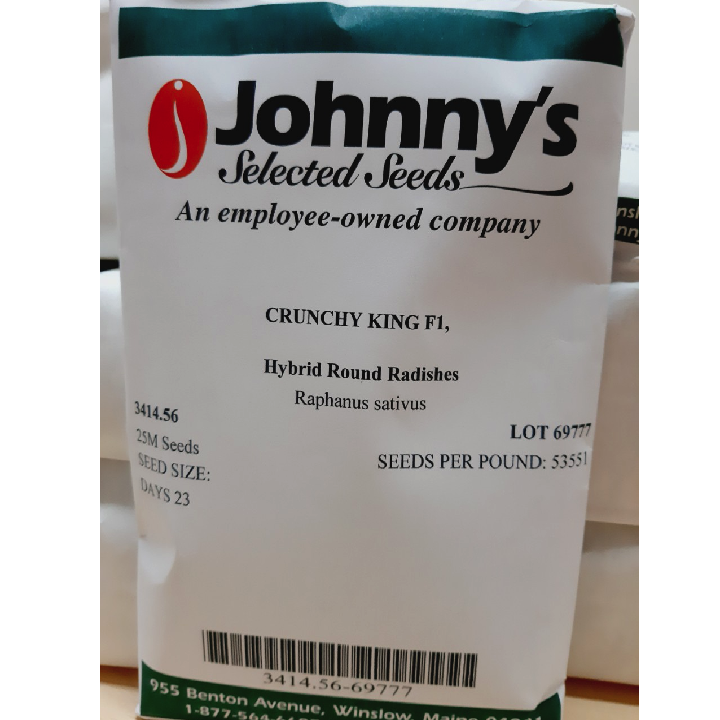 Johnny's
Selected Seeds
An employee-owned company
CRUNCHY KING F1,
Hybrid Round Radishes
Raphanus sativus
3414.56
25M Seeds
SEED SIZE:
DAYS 23
LOT 69777
SEEDS PER POUND: 53551
3414.56-69777
955 Benton Avenue, Winslow, Maine
1-877-564-